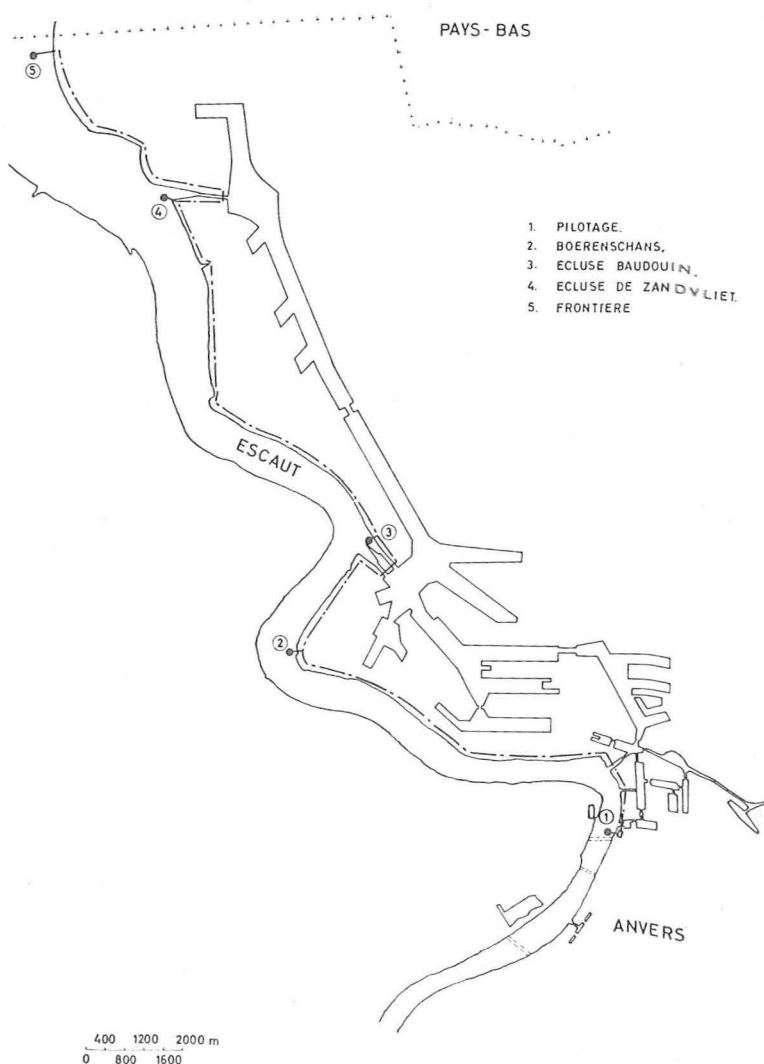 PAYS-BAS
5
4
1. PILOTAGE.
2. BOERENSCHANS,
3. ECLUSE BAUDOUIN.
4. ECLUSE DE ZANDVLIET.
5. FRONTIERE
ESCAUT
3
2
1
ANVERS
400 1200 2000 m
0 800 1600